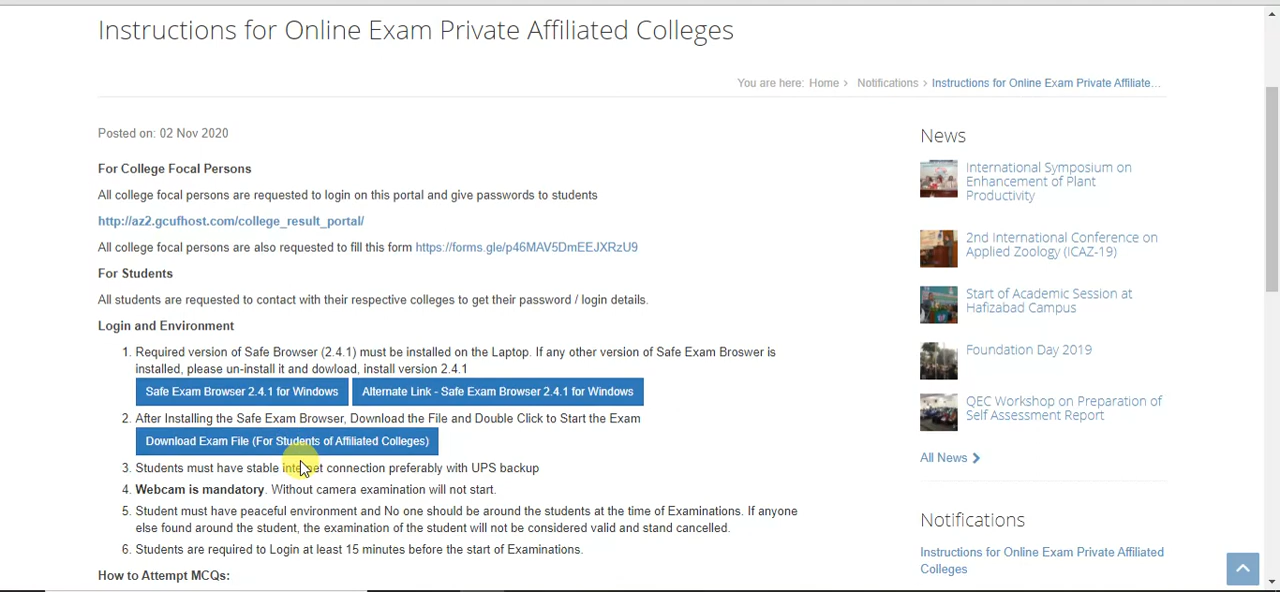 Instructions for Online Exam Private Affiliated Colleges
You are here: Home > Notifications > Instructions for Online Exam Private Affiliate...
Posted on: 02 Nov 2020
For College Focal Persons
All college focal persons are requested to login on this portal and give passwords to students
http://az2.gcufhost.com/college_result_portal/
All college focal persons are also requested to fill this form https://forms.gle/p46MAV5DmEEJXRzU9
For Students
All students are requested to contact with their respective colleges to get their password / login details.
Login and Environment
1. Required version of Safe Browser (2.4.1) must be installed on the Laptop. If any other version of Safe Exam Broswer is
installed, please un-install it and dowload, install version 2.4.1
Safe Exam Browser 2.4.1 for Windows
Alternate Link - Safe Exam Browser 2.4.1 for Windows
2. After Installing the Safe Exam Browser, Download the File and Double Click to Start the Exam
Download Exam File (For Students of Affiliated Colleges)
3. Students must have stable internet connection preferably with UPS backup
4. Webcam is mandatory. Without camera examination will not start.
5. Student must have peaceful environment and No one should be around the students at the time of Examinations. If anyone
else found around the student, the examination of the student will not be considered valid and stand cancelled.
6. Students are required to Login at least 15 minutes before the start of Examinations.
How to Attempt MCQs:
News
International Symposium on
Enhancement of Plant
Productivity
2nd International Conference on
Applied Zoology (ICAZ-19)
Start of Academic Session at
Hafizabad Campus
Foundation Day 2019
QEC Workshop on Preparation of
Self Assessment Report
All News >
Notifications
Instructions for Online Exam Private Affiliated
Colleges